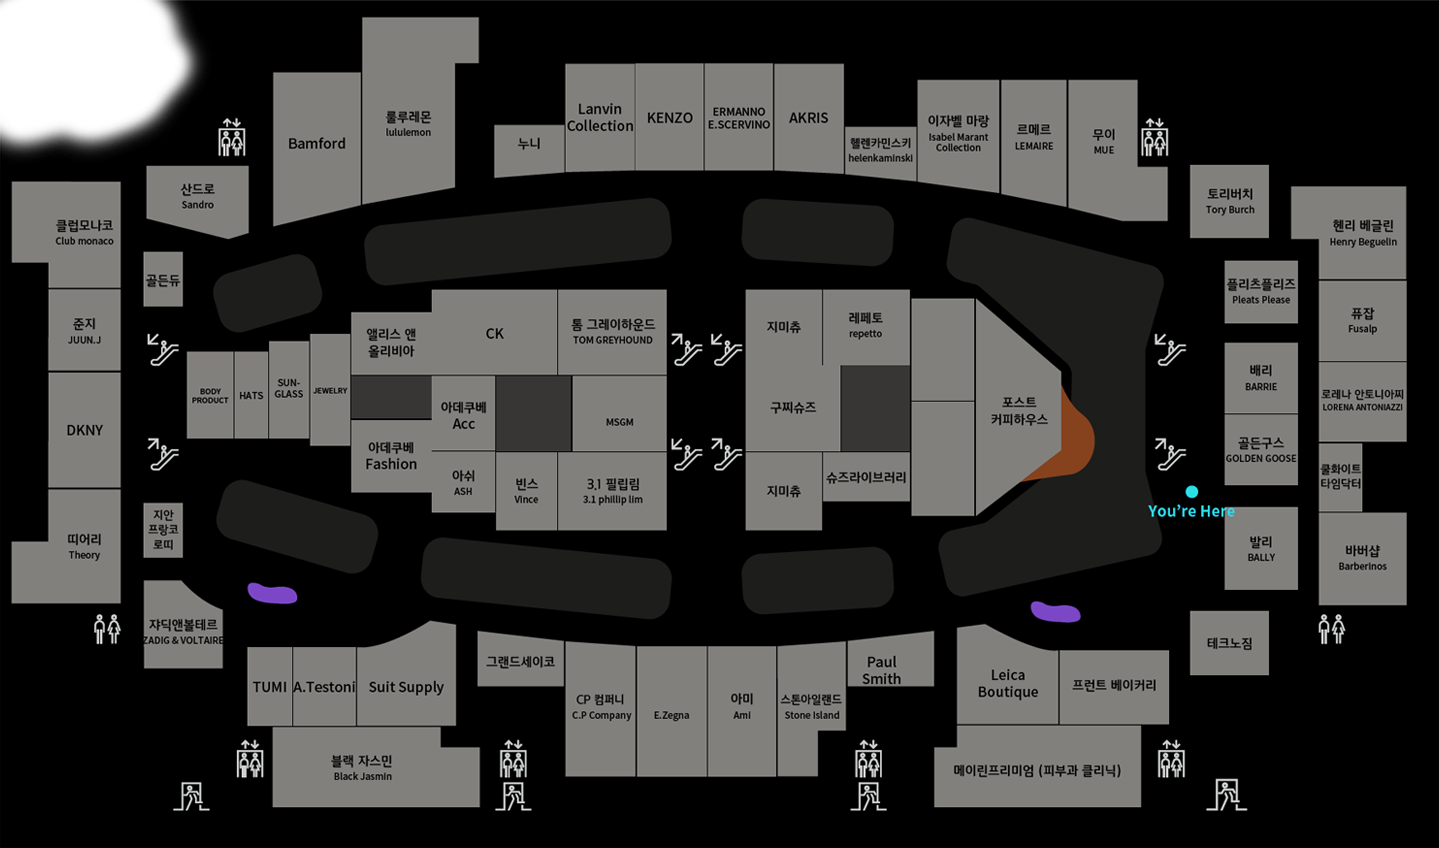 룰루레몬
lululemon
Bamford
누니
Lanvin
Collection
KENZO
ERMANNO
E.SCERVINO
AKRIS
헬렌카민스키
helenkaminski
이자벨 마랑
Isabel Marant
Collection
르메르
LEMAIRE
무이
MUE
산드로
Sandro
토리버치
Tory Burch
클럽모나코
Club monaco
헨리 베글린
Henry Beguelin
골든듀
플리츠플리즈
Pleats Please
준지
JUUN.J
앨리스 앤
올리비아
CK
톰 그레이하운드
TOM GREYHOUND
지미츄
레페토
repetto
퓨잡
Fusalp
BODY
PRODUCT
HATS
SUN-
GLASS
JEWELRY
아데쿠베
Acc
MSGM
구찌슈즈
포스트
커피하우스
배리
BARRIE
로레나 안토니아찌
LORENA ANTONIAZZI
DKNY
아데쿠베
Fashion
아쉬
ASH
빈스
Vince
3.1 필립림
3.1 phillip lim
지미츄
슈즈라이브러리
골든구스
GOLDEN GOOSE
쿨화이트
타임닥터
You're Here
띠어리
Theory
지안
프랑코
로띠
발리
BALLY
바버샵
Barberinos
쟈딕앤볼테르
ZADIG & VOLTAIRE
테크노짐
TUMI
A.Testoni
Suit Supply
그랜드세이코
CP 컴퍼니
C.P Company
E.Zegna
아미
Ami
스톤아일랜드
Stone Island
Paul
Smith
Leica
Boutique
프런트 베이커리
블랙 자스민
Black Jasmin
메이린프리미엄 (피부과 클리닉)